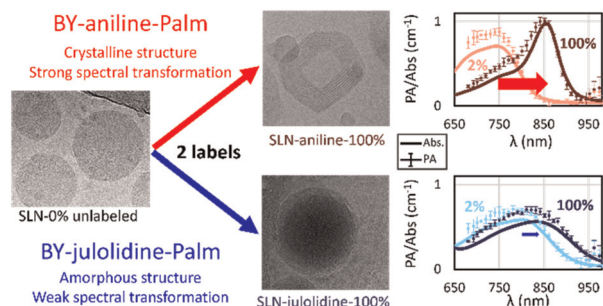 BY-aniline-Palm
Crystalline structure
Strong spectral transformation
SLN-0% unlabeled
2 labels
BY-julolidine-Palm
Amorphous structure
Weak spectral transformation
SLN-aniline-100%
SLN-julolidine-100%
PA/Abs (cm⁻¹)
1
0
2%
100%
650 750 850 950
λ (nm)
Abs.
PA
PA/Abs (cm⁻¹)
1
0
2%
100%
650 750 850 950
λ (nm)